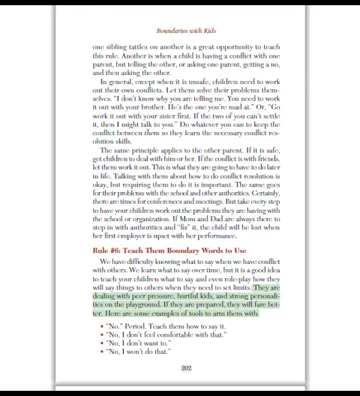 Boundaries with Kids
one sibling tattles on another is a great opportunity to teach
this rule. Another is when a child is having a conflict with one
parent, but telling the other, or asking one parent, getting a no,
and then asking the other.
In general, except when it is unsafe, children need to work
out their own conflicts. Let them solve their problems them-
selves. "I don't know why you are telling me. You need to work
it out with your brother. He's the one you're mad at." Or, "Go
work it out with your sister first. If the two of you can't settle
it, then I might talk to you." Do whatever you can to keep the
conflict between them so they learn the necessary conflict res-
olution skills.
The same principle applies to the other parent. If it is safe,
get children to deal with him or her. If the conflict is with friends,
let them work it out. This is what they are going to have to do later
in life. Talking with them about how to do conflict resolution is
okay, but requiring them to do it is important. The same goes
for their problems with the school and other authorities. Certainly,
there are times for conferences and meetings. But take every step
to have your children work out the problems they are having with
the school or organization. If Mom and Dad are always there to
step in with authorities and "fix" it, the child will be lost when
her first employer is upset with her performance.
Rule #6: Teach Them Boundary Words to Use
We have difficulty knowing what to say when we have conflict
with others. We learn what to say over time, but it is a good idea
to teach your children what to say and even role-play how they
will say things to others when they need to set limits. They are
dealing with peer pressure, hurtful kids, and strong personali-
ties on the playground. If they are prepared, they will fare bet-
ter. Here are some examples of tools to arm them with:
• "No." Period. Teach them how to say it.
• "No, I don't feel comfortable with that."
• "No, I don't want to."
• "No, I won't do that."
202